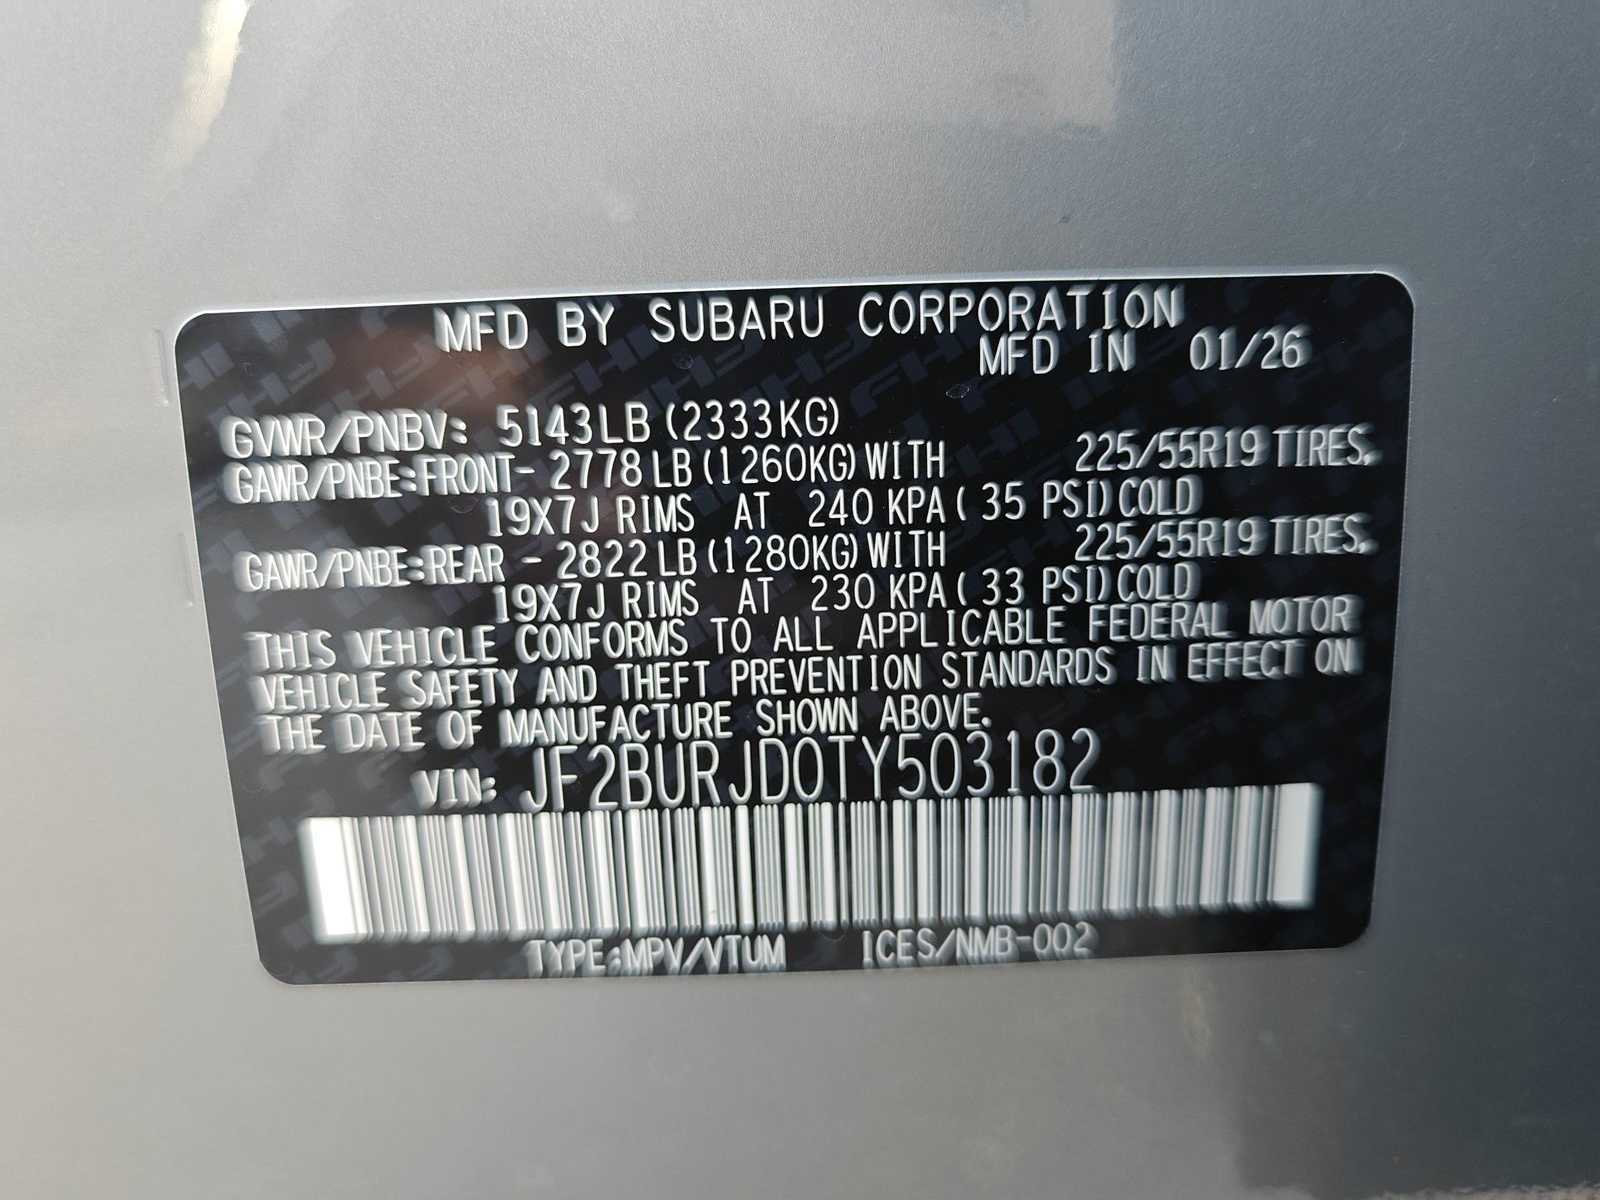 MFD BY SUBARU CORPORATION
MFD IN 01/26
GVWR/PNBV: 5143LB (2333KG)
GAWR/PNBE:FRONT- 2778 LB (1260KG) WITH 225/55R19 TIRES,
19X7J RIMS AT 240 KPA ( 35 PSI) COLD
GAWR/PNBE:REAR - 2822 LB (1280KG) WITH 225/55R19 TIRES,
19X7J RIMS AT 230 KPA ( 33 PSI) COLD
THIS VEHICLE CONFORMS TO ALL APPLICABLE FEDERAL MOTOR
VEHICLE SAFETY AND THEFT PREVENTION STANDARDS IN EFFECT ON
THE DATE OF MANUFACTURE SHOWN ABOVE.
VIN: JF2BURJD0TY503182
TYPE:MPV/VTUM ICES/NMB-002